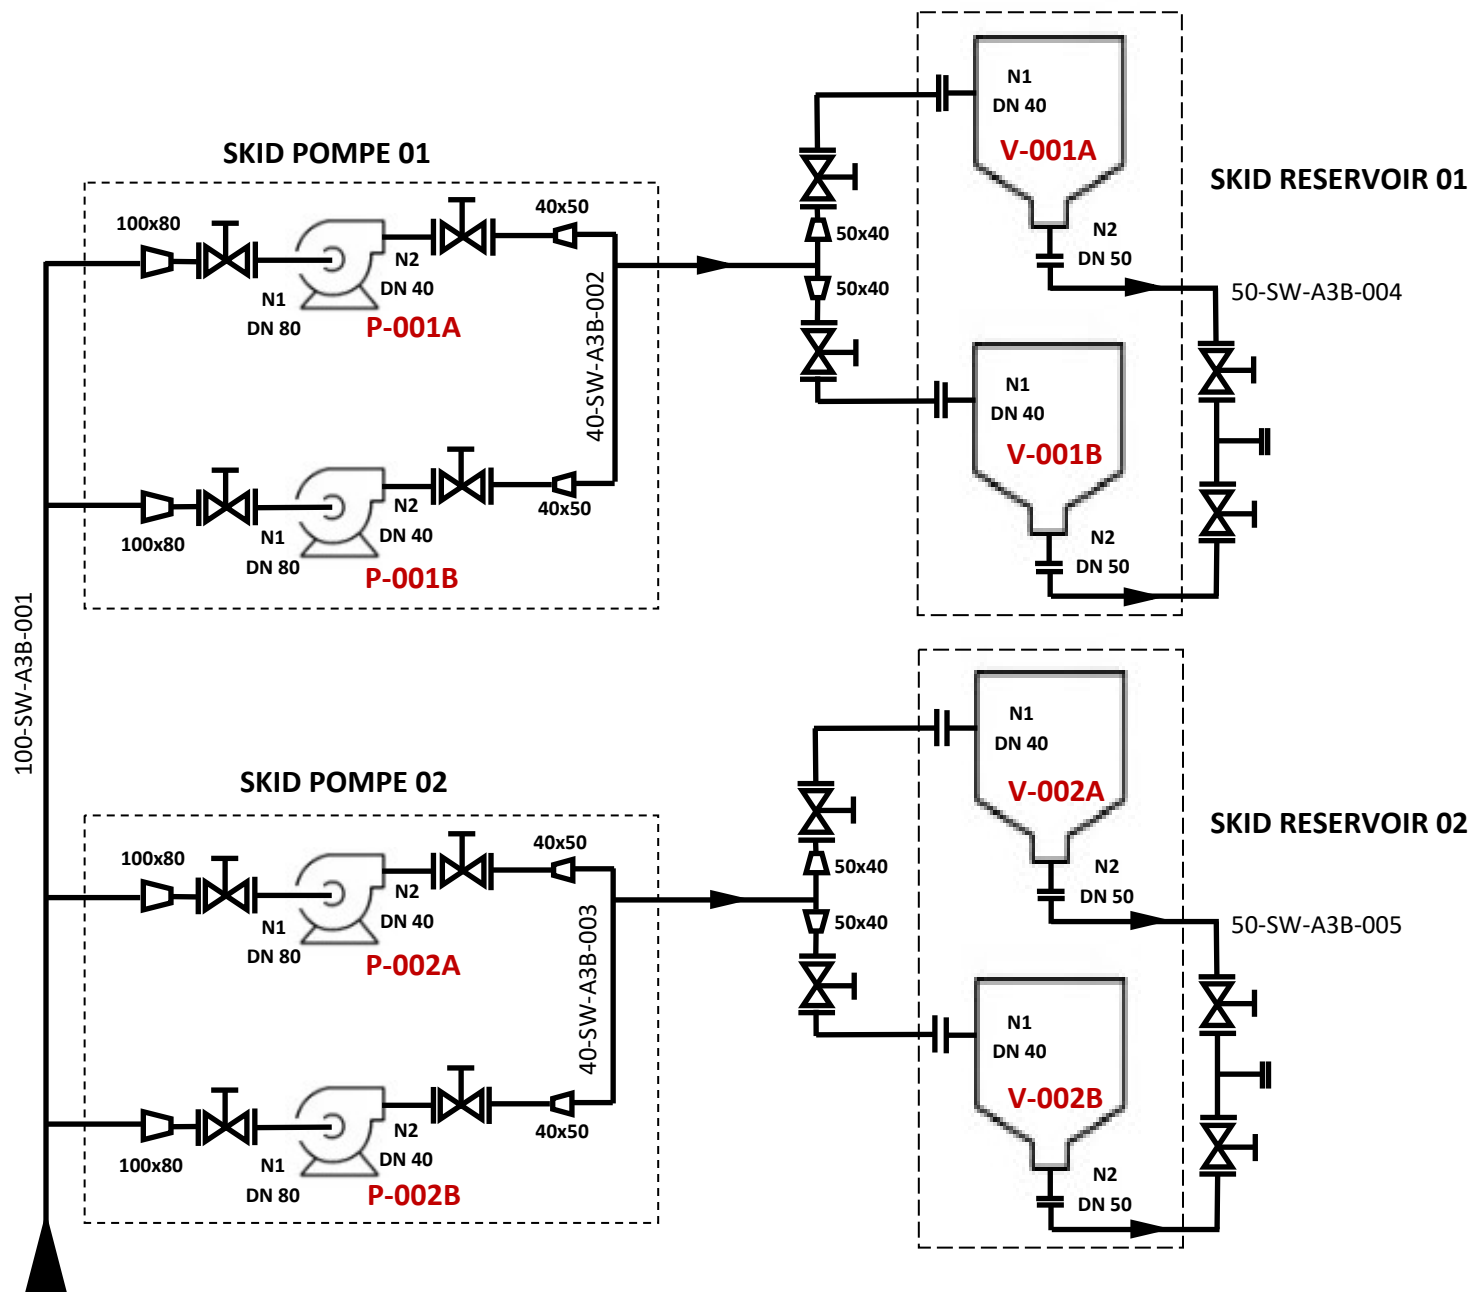 SKID POMPE 01
100x80
N1
DN 80
N2
DN 40
P-001A
40x50
40-SW-A3B-002
100x80
N1
DN 80
N2
DN 40
P-001B
40x50
100-SW-A3B-001
50x40
50x40
N1
DN 40
V-001A
N2
DN 50
SKID RESERVOIR 01
50-SW-A3B-004
N1
DN 40
V-001B
N2
DN 50
SKID POMPE 02
100x80
N1
DN 80
N2
DN 40
P-002A
40x50
40-SW-A3B-003
100x80
N1
DN 80
N2
DN 40
P-002B
40x50
50x40
50x40
N1
DN 40
V-002A
N2
DN 50
SKID RESERVOIR 02
50-SW-A3B-005
N1
DN 40
V-002B
N2
DN 50